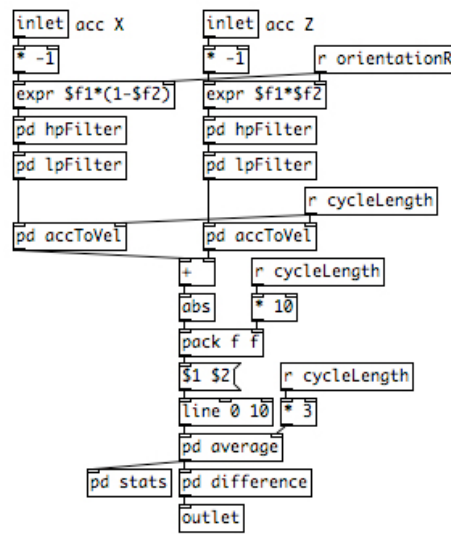 inlet acc X inlet acc Z
* -1 * -1 r orientationR
expr $f1*(1-$f2) expr $f1*$f2
pd hpFilter pd hpFilter
pd lpFilter pd lpFilter
r cycleLength
pd accToVel pd accToVel
+ r cycleLength
abs * 10
pack f f
$1 $2 r cycleLength
line 0 10 * 3
pd average
pd stats pd difference
outlet